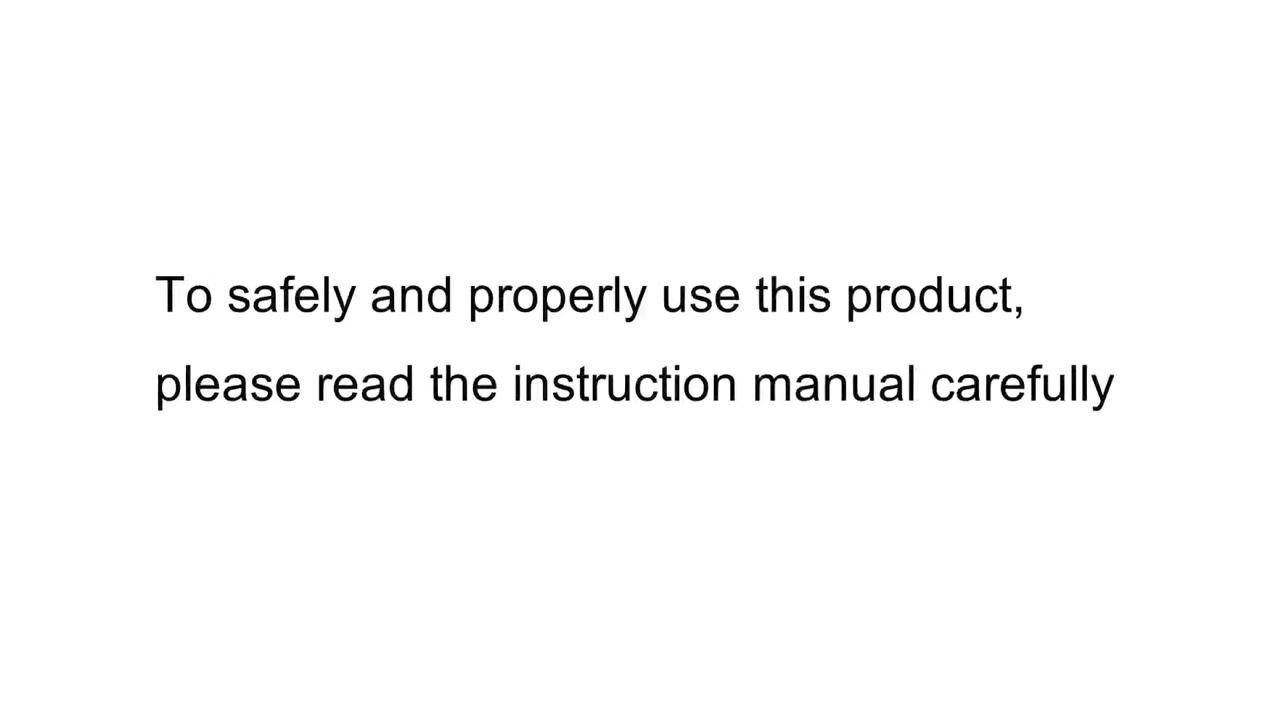 To safely and properly use this product,
please read the instruction manual carefully